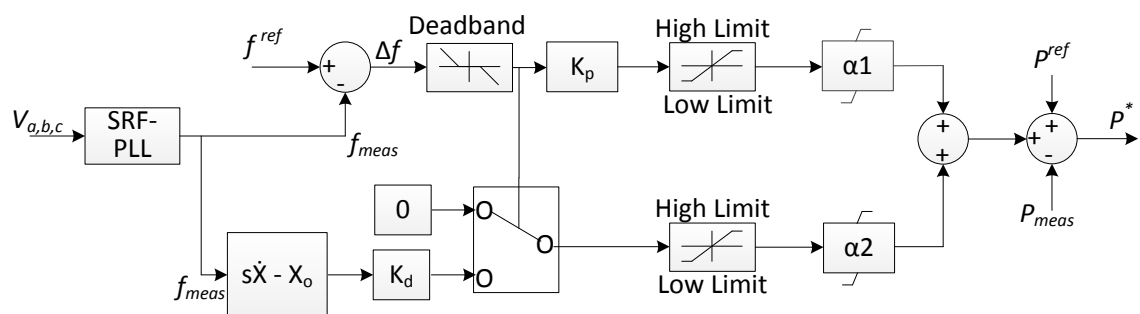 Deadband
High Limit
f^ref
+
-
Δf
K_p
Low Limit
α1
P^ref
V_a,b,c
SRF-
PLL
f_meas
+
+
+
+
-
P^*
P_meas
0
O
O
O
High Limit
Low Limit
α2
f_meas
sẊ - X_o
K_d